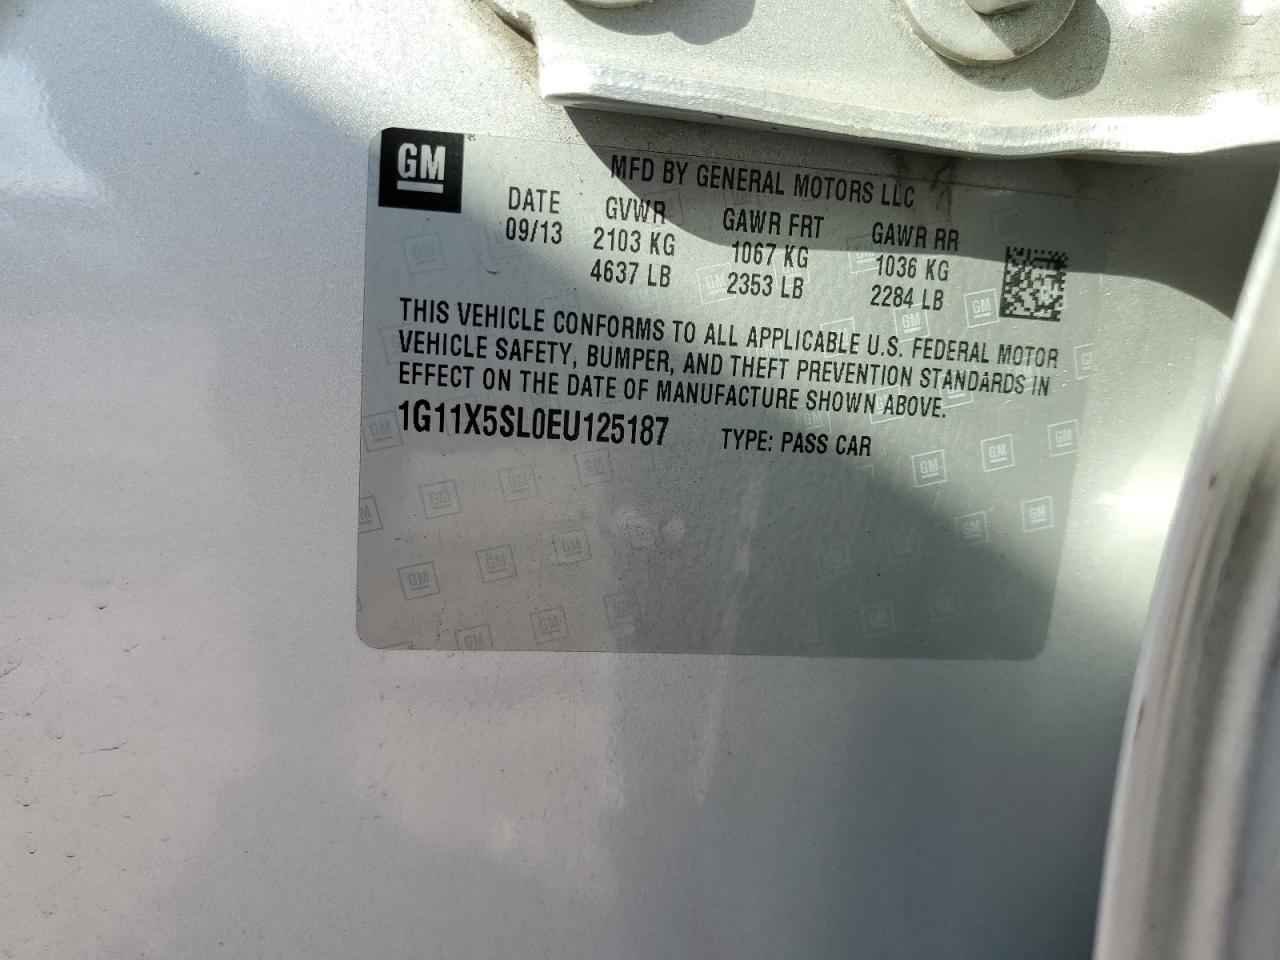 GM
MFD BY GENERAL MOTORS LLC
DATE GVWR GAWR FRT GAWR RR
09/13 2103 KG 1067 KG 1036 KG
4637 LB 2353 LB 2284 LB
THIS VEHICLE CONFORMS TO ALL APPLICABLE U.S. FEDERAL MOTOR
VEHICLE SAFETY, BUMPER, AND THEFT PREVENTION STANDARDS IN
EFFECT ON THE DATE OF MANUFACTURE SHOWN ABOVE.
1G11X5SL0EU125187 TYPE: PASS CAR